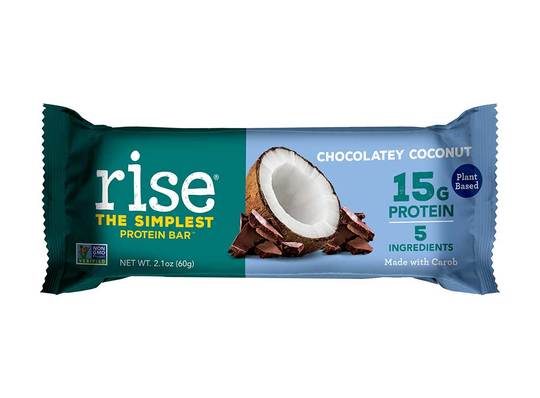 rise®
THE SIMPLEST
PROTEIN BAR™
NON
GMO
VERIFIED
NET WT. 2.1oz (60g)
CHOCOLATEY COCONUT
Plant
Based
15G
PROTEIN
5
INGREDIENTS
Made with Carob